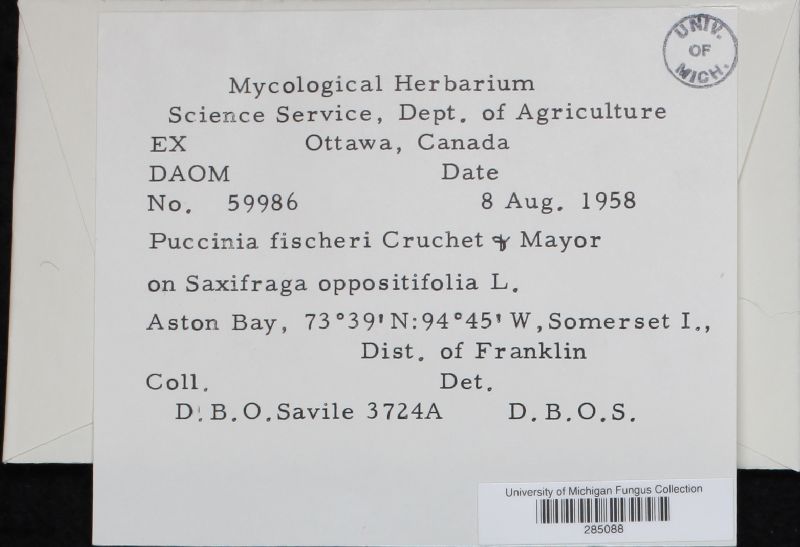 UNIV.
OF
MICH.
Mycological Herbarium
Science Service, Dept. of Agriculture
EX Ottawa, Canada
DAOM Date
No. 59986 8 Aug. 1958
Puccinia fischeri Cruchet & Mayor
on Saxifraga oppositifolia L.
Aston Bay, 73°39'N:94°45'W, Somerset I.,
Dist. of Franklin
Coll. Det.
D.B.O.Savile 3724A D.B.O.S.
University of Michigan Fungus Collection
285088